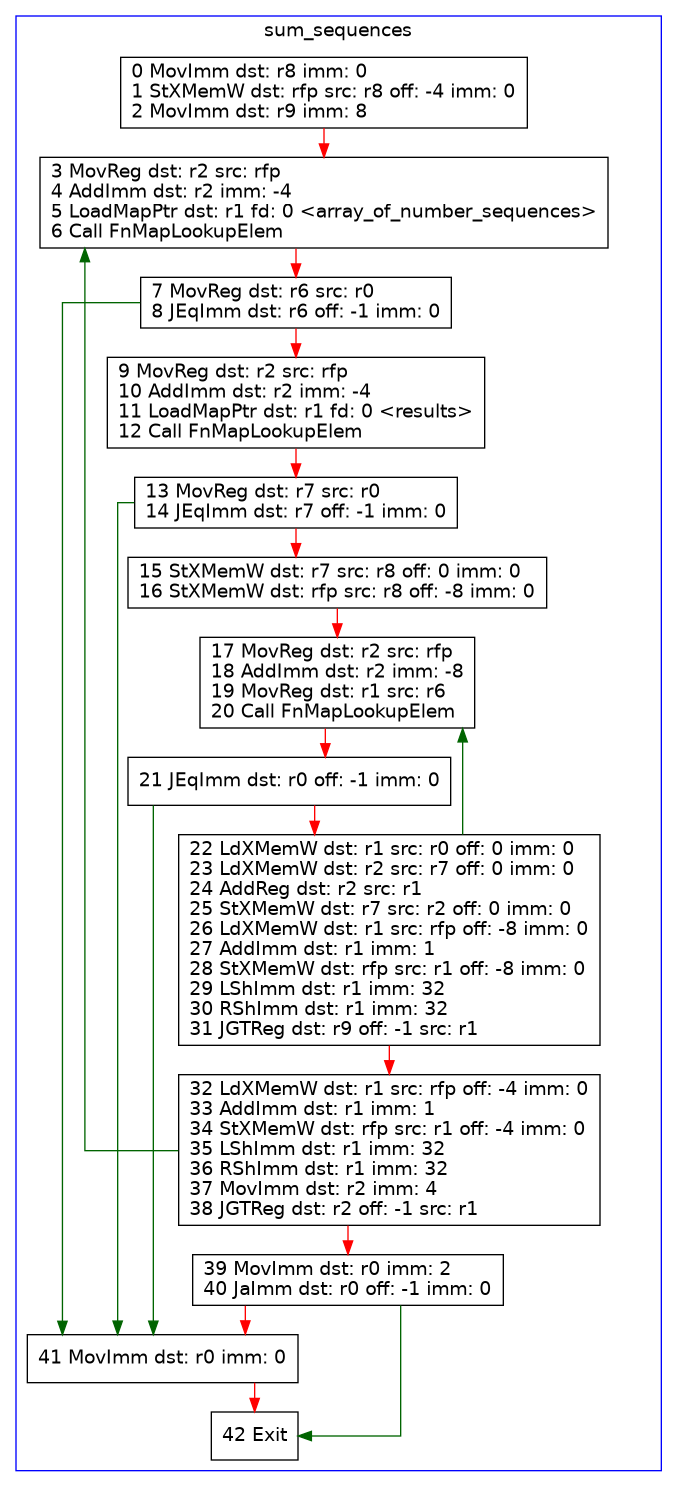 sum_sequences
0 MovImm dst: r8 imm: 0
1 StXMemW dst: rfp src: r8 off: -4 imm: 0
2 MovImm dst: r9 imm: 8
3 MovReg dst: r2 src: rfp
4 AddImm dst: r2 imm: -4
5 LoadMapPtr dst: r1 fd: 0 <array_of_number_sequences>
6 Call FnMapLookupElem
7 MovReg dst: r6 src: r0
8 JEqImm dst: r6 off: -1 imm: 0
9 MovReg dst: r2 src: rfp
10 AddImm dst: r2 imm: -4
11 LoadMapPtr dst: r1 fd: 0 <results>
12 Call FnMapLookupElem
13 MovReg dst: r7 src: r0
14 JEqImm dst: r7 off: -1 imm: 0
15 StXMemW dst: r7 src: r8 off: 0 imm: 0
16 StXMemW dst: rfp src: r8 off: -8 imm: 0
17 MovReg dst: r2 src: rfp
18 AddImm dst: r2 imm: -8
19 MovReg dst: r1 src: r6
20 Call FnMapLookupElem
21 JEqImm dst: r0 off: -1 imm: 0
22 LdXMemW dst: r1 src: r0 off: 0 imm: 0
23 LdXMemW dst: r2 src: r7 off: 0 imm: 0
24 AddReg dst: r2 src: r1
25 StXMemW dst: r7 src: r2 off: 0 imm: 0
26 LdXMemW dst: r1 src: rfp off: -8 imm: 0
27 AddImm dst: r1 imm: 1
28 StXMemW dst: rfp src: r1 off: -8 imm: 0
29 LShImm dst: r1 imm: 32
30 RShImm dst: r1 imm: 32
31 JGTReg dst: r9 off: -1 src: r1
32 LdXMemW dst: r1 src: rfp off: -4 imm: 0
33 AddImm dst: r1 imm: 1
34 StXMemW dst: rfp src: r1 off: -4 imm: 0
35 LShImm dst: r1 imm: 32
36 RShImm dst: r1 imm: 32
37 MovImm dst: r2 imm: 4
38 JGTReg dst: r2 off: -1 src: r1
39 MovImm dst: r0 imm: 2
40 JaImm dst: r0 off: -1 imm: 0
41 MovImm dst: r0 imm: 0
42 Exit